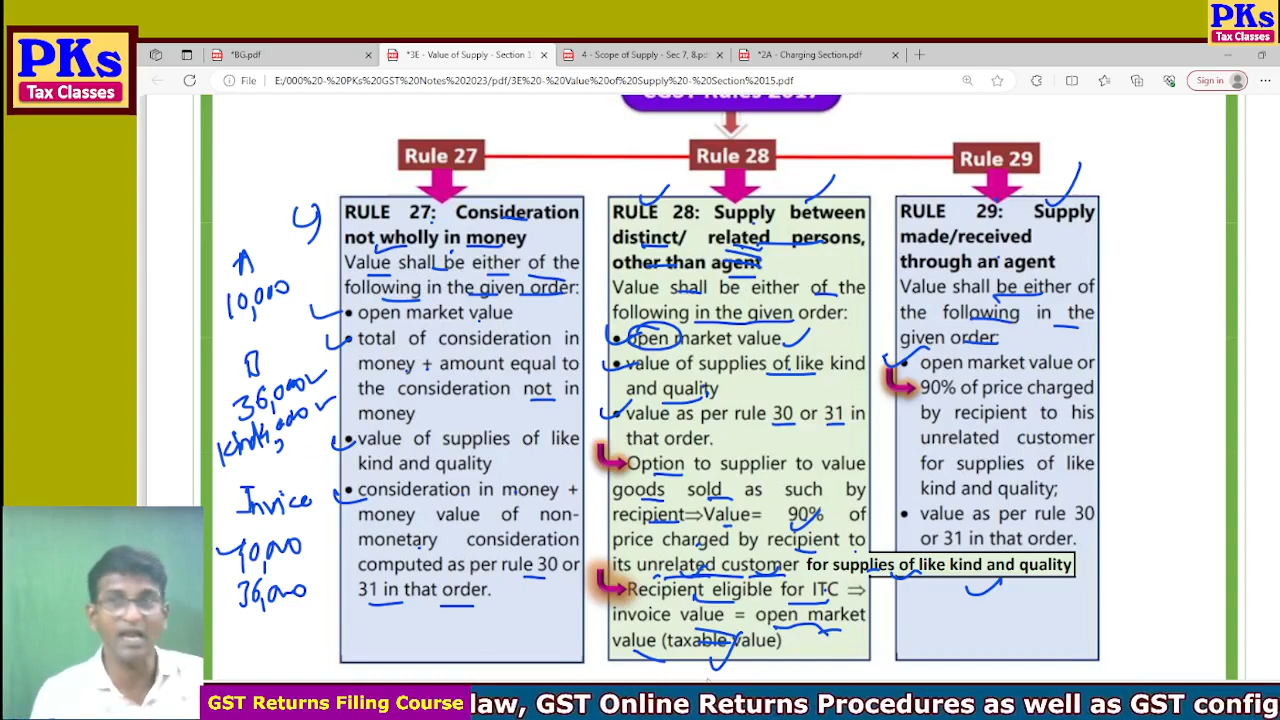 PKs
Tax Classes
PKs
Tax Classes
*BG.pdf
*3E - Value of Supply - Section 1
4 - Scope of Supply - Sec 7, 8.pdf
*2A - Charging Section.pdf
File
E:/000%20-%20PKs%20GST%20Notes%202023/pdf/3E%20-%20Value%20of%20Supply%20-%20Section%2015.pdf
Sign in
CGST Rules 2017
Rule 27
Rule 28
Rule 29
RULE 27: Consideration
not wholly in money
Value shall be either of the
following in the given order:
• open market value
• total of consideration in
money + amount equal to
the consideration not in
money
• value of supplies of like
kind and quality
• consideration in money +
money value of non-
monetary consideration
computed as per rule 30 or
31 in that order.
RULE 28: Supply between
distinct/ related persons,
other than agent
Value shall be either of the
following in the given order:
• open market value
• value of supplies of like kind
and quality
• value as per rule 30 or 31 in
that order.
Option to supplier to value
goods sold as such by
recipient⇒Value= 90% of
price charged by recipient to
its unrelated customer for supplies of like kind and quality
Recipient eligible for ITC ⇒
invoice value = open market
value (taxable value)
RULE 29: Supply
made/received
through an agent
Value shall be either of
the following in the
given order:
• open market value or
90% of price charged
by recipient to his
unrelated customer
for supplies of like
kind and quality;
• value as per rule 30
or 31 in that order.
A
10,000
B
36,000
Invoice
36,000
GST Returns Filing Course
law, GST Online Returns Procedures as well as GST config